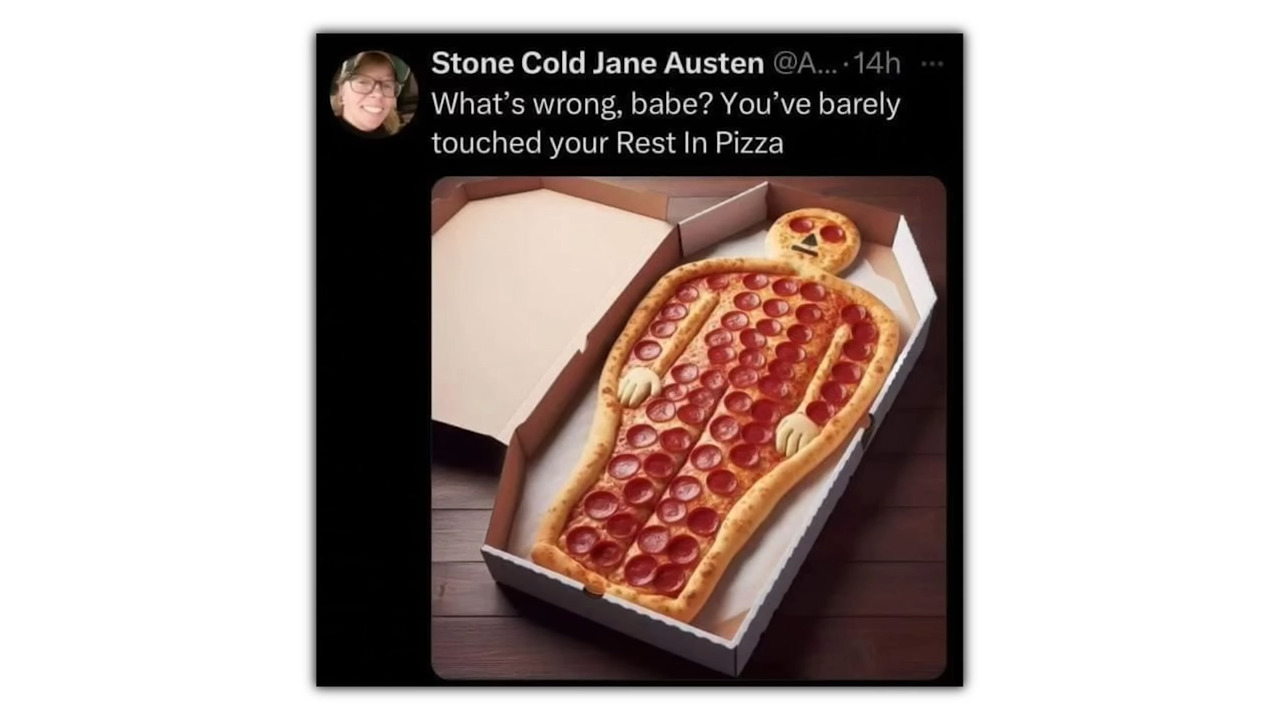 Stone Cold Jane Austen @A... · 14h ...
What’s wrong, babe? You’ve barely
touched your Rest In Pizza